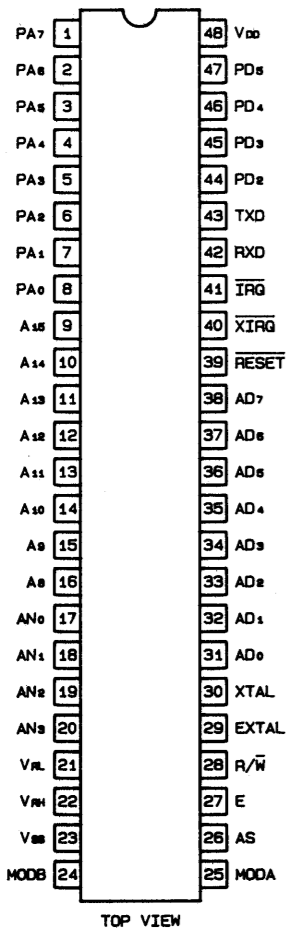 PA7 1 48 VDD
PA6 2 47 PD5
PA5 3 46 PD4
PA4 4 45 PD3
PA3 5 44 PD2
PA2 6 43 TXD
PA1 7 42 RXD
PA0 8 41 IRQ
A15 9 40 XIRQ
A14 10 39 RESET
A13 11 38 AD7
A12 12 37 AD6
A11 13 36 AD5
A10 14 35 AD4
A9 15 34 AD3
A8 16 33 AD2
AN0 17 32 AD1
AN1 18 31 AD0
AN2 19 30 XTAL
AN3 20 29 EXTAL
VRL 21 28 R/W
VRH 22 27 E
VSS 23 26 AS
MODB 24 25 MODA
TOP VIEW